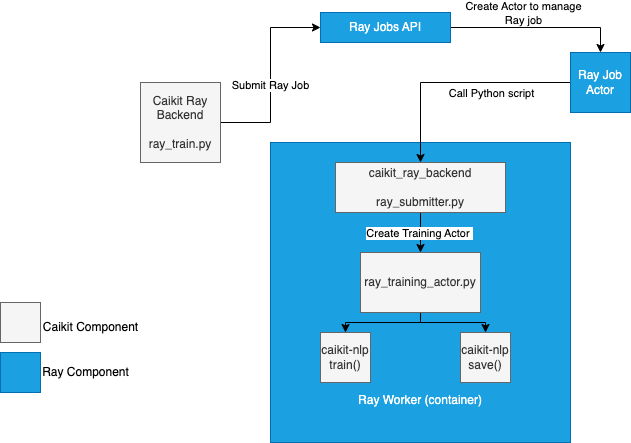 Create Actor to manage
Ray job
Ray Jobs API
Submit Ray Job
Ray Job
Actor
Caikit Ray
Backend
ray_train.py
Call Python script
caikit_ray_backend
ray_submitter.py
Create Training Actor
ray_training_actor.py
caikit-nlp
train()
caikit-nlp
save()
Ray Worker (container)
Caikit Component
Ray Component